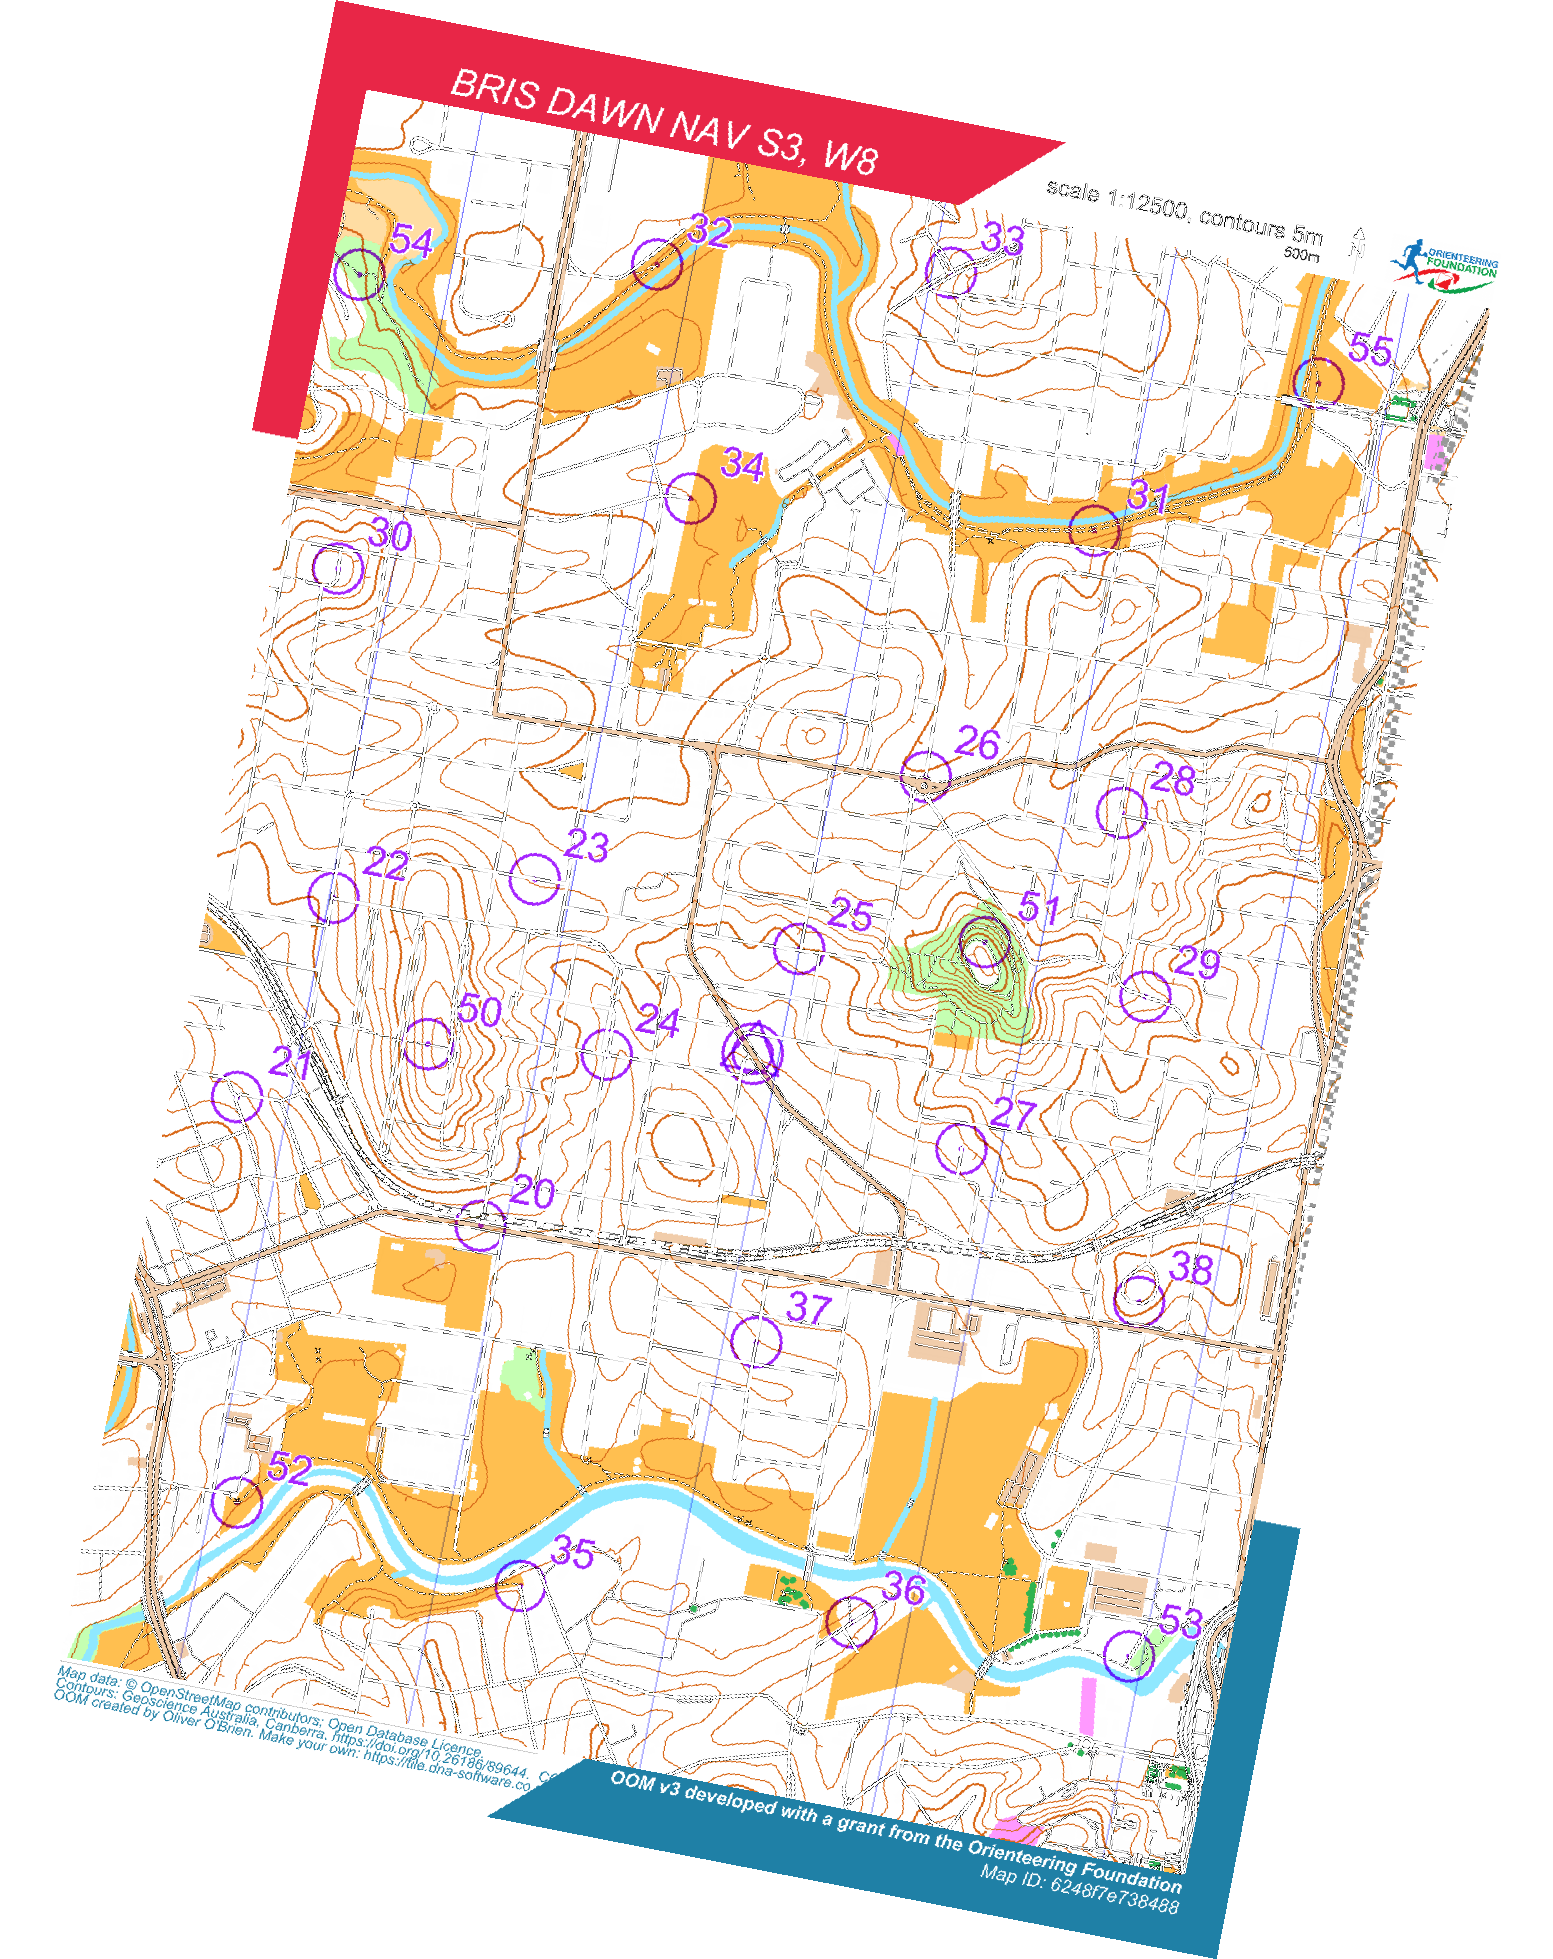 BRIS DAWN NAV S3, W8
scale 1:12500, contours 5m
500m
N
ORIENTEERING
FOUNDATION
54
32
33
55
34
31
30
26
28
23
22
25
51
29
50
24
21
27
20
38
37
52
35
36
53
Map data: © OpenStreetMap contributors; Open Database Licence.
Contours: Geoscience Australia, Canberra. https://doi.org/10.26186/89644.
OOM created by Oliver O'Brien. Make your own: https://tile.dna-software.co
OOM v3 developed with a grant from the Orienteering Foundation
Map ID: 6248f7e738488